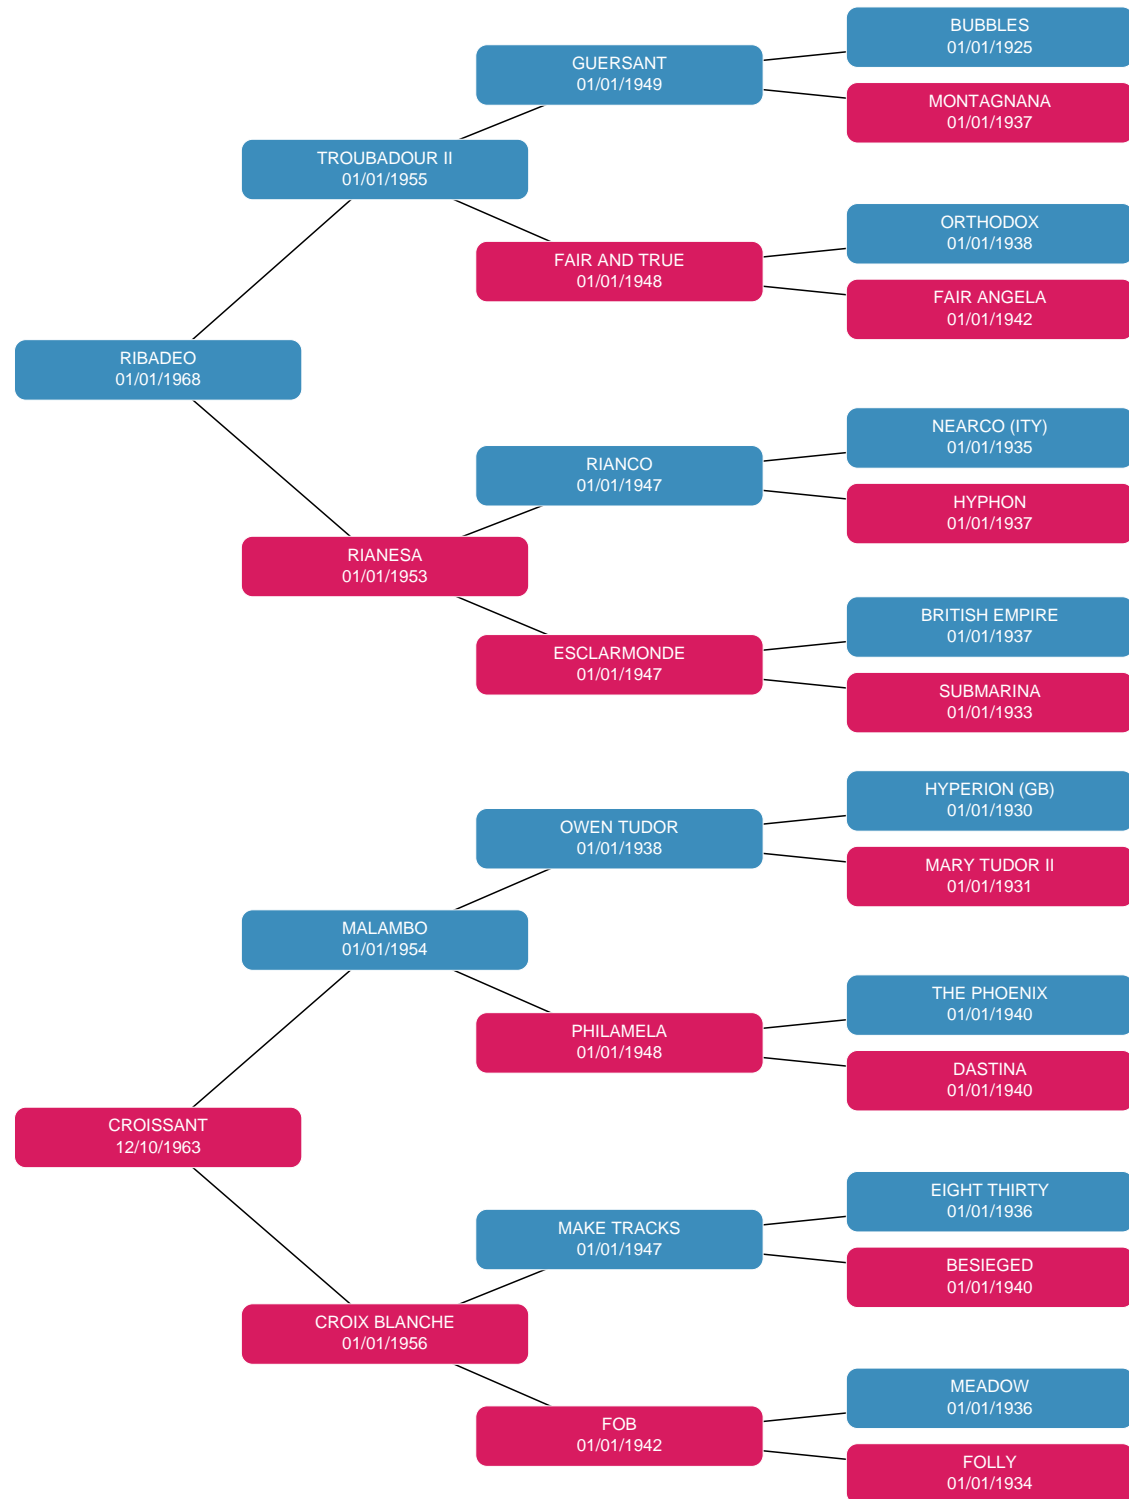 BUBBLES
01/01/1925
GUERSANT
01/01/1949
MONTAGNANA
01/01/1937
TROUBADOUR II
01/01/1955
ORTHODOX
01/01/1938
FAIR AND TRUE
01/01/1948
FAIR ANGELA
01/01/1942
RIBADEO
01/01/1968
NEARCO (ITY)
01/01/1935
RIANCO
01/01/1947
HYPHON
01/01/1937
RIANESA
01/01/1953
BRITISH EMPIRE
01/01/1937
ESCLARMONDE
01/01/1947
SUBMARINA
01/01/1933
HYPERION (GB)
01/01/1930
OWEN TUDOR
01/01/1938
MARY TUDOR II
01/01/1931
MALAMBO
01/01/1954
THE PHOENIX
01/01/1940
PHILAMELA
01/01/1948
DASTINA
01/01/1940
CROISSANT
12/10/1963
EIGHT THIRTY
01/01/1936
MAKE TRACKS
01/01/1947
BESIEGED
01/01/1940
CROIX BLANCHE
01/01/1956
MEADOW
01/01/1936
FOB
01/01/1942
FOLLY
01/01/1934